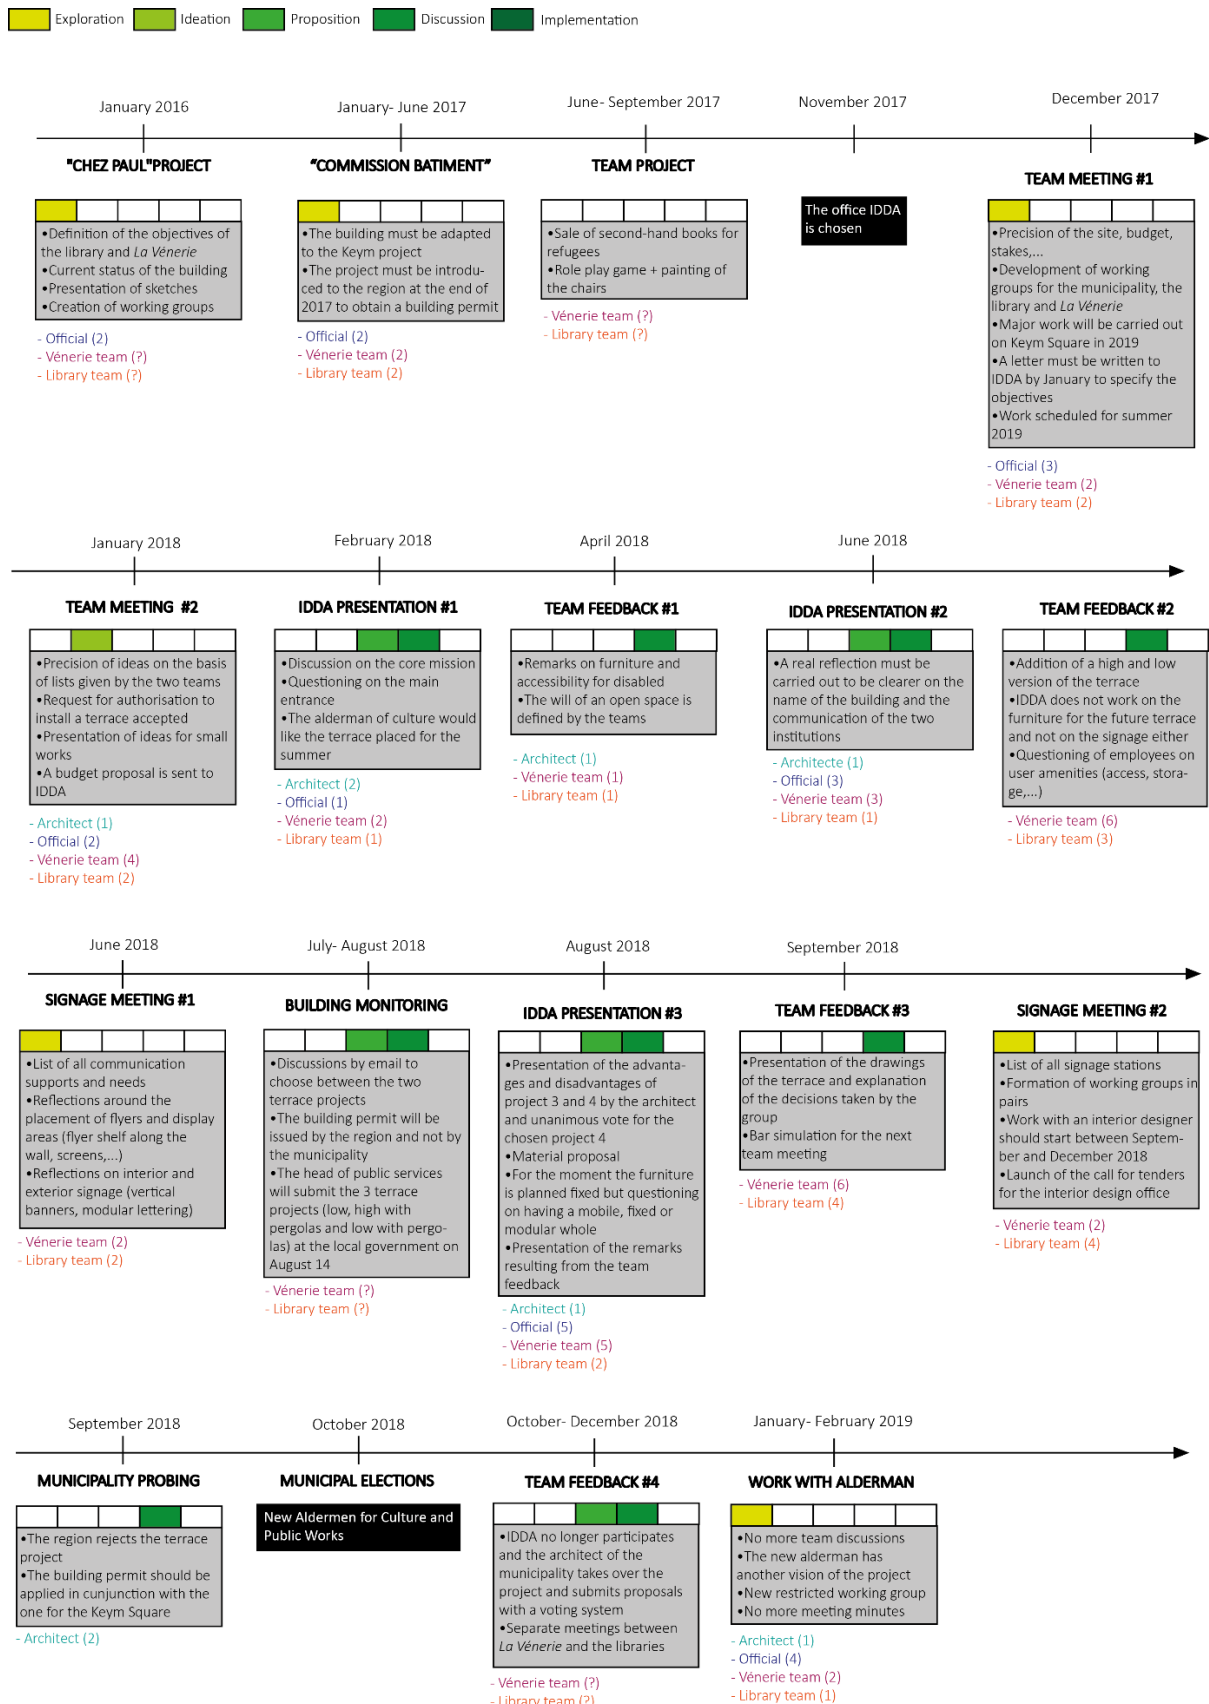 Exploration Ideation Proposition Discussion Implementation
January 2016
"CHEZ PAUL"PROJECT
•Definition of the objectives of
the library and La Vénerie
•Current status of the building
•Presentation of sketches
•Creation of working groups
- Official (2)
- Vénerie team (?)
- Library team (?)
January- June 2017
“COMMISSION BATIMENT”
•The building must be adapted
to the Keym project
•The project must be introdu-
ced to the region at the end of
2017 to obtain a building permit
- Official (2)
- Vénerie team (2)
- Library team (2)
June- September 2017
TEAM PROJECT
•Sale of second-hand books for
refugees
•Role play game + painting of
the chairs
- Vénerie team (?)
- Library team (?)
November 2017
The office IDDA
is chosen
December 2017
TEAM MEETING #1
•Precision of the site, budget,
stakes,...
•Development of working
groups for the municipality, the
library and La Vénerie
•Major work will be carried out
on Keym Square in 2019
•A letter must be written to
IDDA by January to specify the
objectives
•Work scheduled for summer
2019
- Official (3)
- Vénerie team (2)
- Library team (2)
January 2018
TEAM MEETING #2
•Precision of ideas on the basis
of lists given by the two teams
•Request for authorisation to
install a terrace accepted
•Presentation of ideas for small
works
•A budget proposal is sent to
IDDA
- Architect (1)
- Official (2)
- Vénerie team (4)
- Library team (2)
February 2018
IDDA PRESENTATION #1
•Discussion on the core mission
•Questioning on the main
entrance
•The alderman of culture would
like the terrace placed for the
summer
- Architect (2)
- Official (1)
- Vénerie team (2)
- Library team (1)
April 2018
TEAM FEEDBACK #1
•Remarks on furniture and
accessibility for disabled
•The will of an open space is
defined by the teams
- Architect (1)
- Vénerie team (1)
- Library team (1)
June 2018
IDDA PRESENTATION #2
•A real reflection must be
carried out to be clearer on the
name of the building and the
communication of the two
institutions
- Architecte (1)
- Official (3)
- Vénerie team (3)
- Library team (1)
TEAM FEEDBACK #2
•Addition of a high and low
version of the terrace
•IDDA does not work on the
furniture for the future terrace
and not on the signage either
•Questioning of employees on
user amenities (access, stora-
ge,...)
- Vénerie team (6)
- Library team (3)
June 2018
SIGNAGE MEETING #1
•List of all communication
supports and needs
•Reflections around the
placement of flyers and display
areas (flyer shelf along the
wall, screens,...)
•Reflections on interior and
exterior signage (vertical
banners, modular lettering)
- Vénerie team (2)
- Library team (2)
July- August 2018
BUILDING MONITORING
•Discussions by email to
choose between the two
terrace projects
•The building permit will be
issued by the region and not by
the municipality
•The head of public services
will submit the 3 terrace
projects (low, high with
pergolas and low with pergo-
las) at the local government on
August 14
- Vénerie team (?)
- Library team (?)
August 2018
IDDA PRESENTATION #3
•Presentation of the advanta-
ges and disadvantages of
project 3 and 4 by the architect
and unanimous vote for the
chosen project 4
•Material proposal
•For the moment the furniture
is planned fixed but questioning
on having a mobile, fixed or
modular whole
•Presentation of the remarks
resulting from the team
feedback
- Architect (1)
- Official (5)
- Vénerie team (5)
- Library team (2)
September 2018
TEAM FEEDBACK #3
•Presentation of the drawings
of the terrace and explanation
of the decisions taken by the
group
•Bar simulation for the next
team meeting
- Vénerie team (6)
- Library team (4)
SIGNAGE MEETING #2
•List of all signage stations
•Formation of working groups in
pairs
•Work with an interior designer
should start between Septem-
ber and December 2018
•Launch of the call for tenders
for the interior design office
- Vénerie team (2)
- Library team (4)
September 2018
MUNICIPALITY PROBING
•The region rejects the terrace
project
•The building permit should be
applied in cunjunction with the
one for the Keym Square
- Architect (2)
October 2018
MUNICIPAL ELECTIONS
New Aldermen for Culture and
Public Works
October- December 2018
TEAM FEEDBACK #4
•IDDA no longer participates
and the architect of the
municipality takes over the
project and submits proposals
with a voting system
•Separate meetings between
La Vénerie and the libraries
- Vénerie team (?)
- Library team (?)
January- February 2019
WORK WITH ALDERMAN
•No more team discussions
•The new alderman has
another vision of the project
•New restricted working group
•No more meeting minutes
- Architect (1)
- Official (4)
- Vénerie team (2)
- Library team (1)